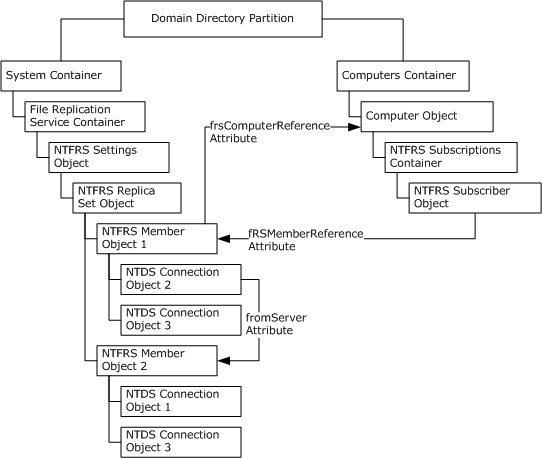 Domain Directory Partition
System Container
Computers Container
File Replication
Service Container
Computer Object
frsComputerReference
Attribute
NTFRS Settings
Object
NTFRS Subscriptions
Container
NTFRS Replica
Set Object
NTFRS Subscriber
Object
NTFRS Member
Object 1
fRSMemberReference
Attribute
NTDS Connection
Object 2
NTDS Connection
Object 3
fromServer
Attribute
NTFRS Member
Object 2
NTDS Connection
Object 1
NTDS Connection
Object 3